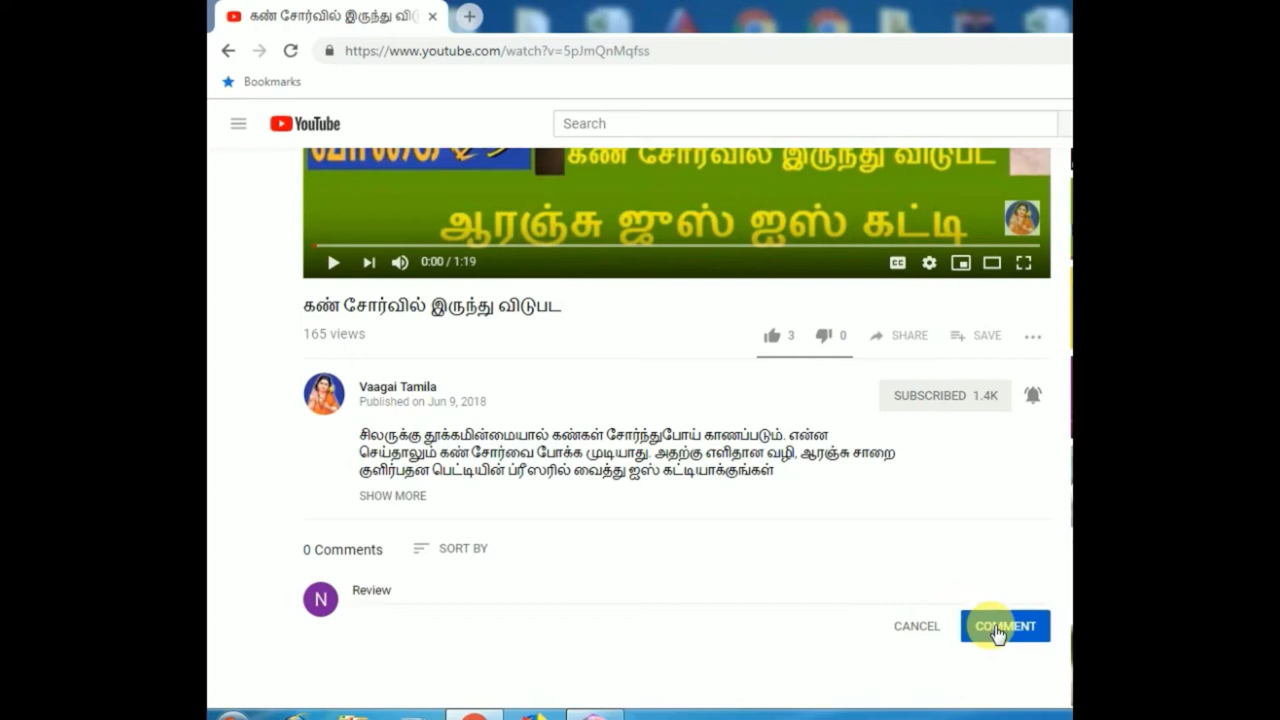 கண் சோர்வில் இருந்து விடு
https://www.youtube.com/watch?v=5pJmQnMqfss
Bookmarks
YouTube
Search
கண் சோர்வில் இருந்து விடுபட
ஆரஞ்சு ஜுஸ் ஐஸ் கட்டி
0:00 / 1:19
CC
கண் சோர்வில் இருந்து விடுபட
165 views
3 0 SHARE SAVE
Vaagai Tamila
SUBSCRIBED 1.4K
Published on Jun 9, 2018
சிலருக்கு தூக்கமின்மையால் கண்கள் சோர்ந்துபோய் காணப்படும். என்ன
செய்தாலும் கண் சோர்வை போக்க முடியாது. அதற்கு எளிதான வழி, ஆரஞ்சு சாறை
குளிர்பதன பெட்டியின் ப்ரீஸரில் வைத்து ஐஸ் கட்டியாக்குங்கள்
SHOW MORE
0 Comments SORT BY
N Review
CANCEL COMMENT